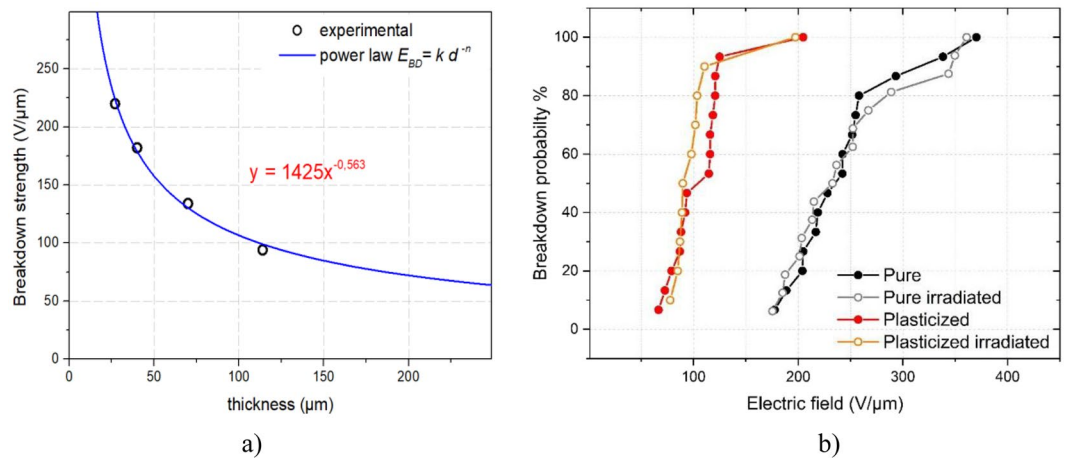 a)
experimental
power law E_BD = k d^-n
y = 1425x^-0,563
Breakdown strength (V/µm)
250
200
150
100
50
0
0 50 100 150 200
thickness (µm)
a)
b)
Breakdown probabilty %
100
80
60
40
20
0
Pure
Pure irradiated
Plasticized
Plasticized irradiated
100 200 300 400
Electric field (V/µm)
b)